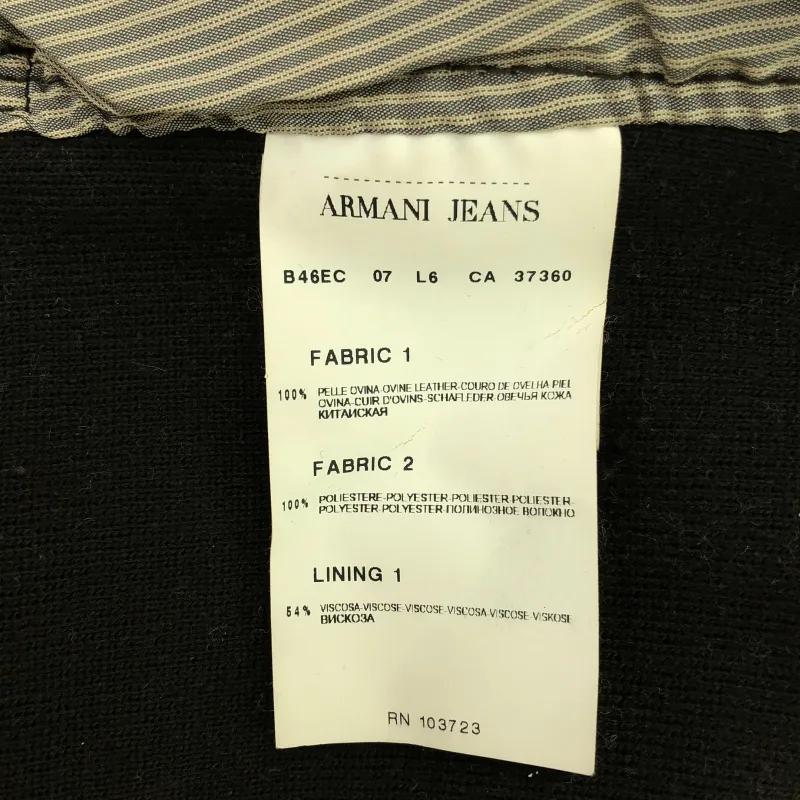 ARMANI JEANS
B46EC 07 L6 CA 37360
FABRIC 1
100% PELLE OVINA-OVINE LEATHER-COURO DE OVELHA PIEL
OVINA-CUIR D'OVINS-SCHAFLEDER-ОВЕЧЬЯ КОЖА
КИТАЙСКАЯ
FABRIC 2
100% POLIESTERE-POLYESTER-POLIESTER-POLIESTER-
POLYESTER-POLYESTER-ПОЛИНОЗНОЕ ВОЛОКНО
LINING 1
54% VISCOSA-VISCOSE-VISCOSE-VISCOSA-VISCOSE-VISKOSE
ВИСКОЗА
RN 103723